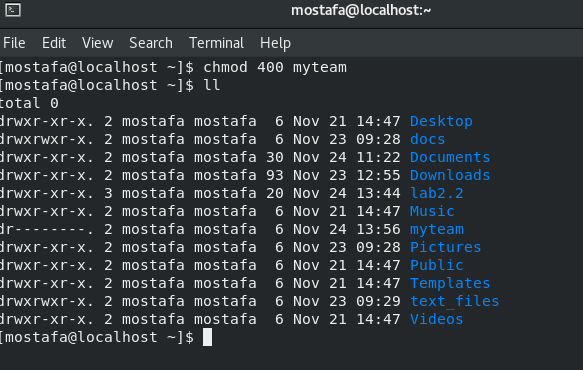 mostafa@localhost:~
File Edit View Search Terminal Help
[mostafa@localhost ~]$ chmod 400 myteam
[mostafa@localhost ~]$ ll
total 0
drwxr-xr-x. 2 mostafa mostafa  6 Nov 21 14:47 Desktop
drwxrwxr-x. 2 mostafa mostafa  6 Nov 23 09:28 docs
drwxr-xr-x. 2 mostafa mostafa 30 Nov 24 11:22 Documents
drwxr-xr-x. 2 mostafa mostafa 93 Nov 23 12:55 Downloads
drwxr-xr-x. 3 mostafa mostafa 20 Nov 24 13:44 lab2.2
drwxr-xr-x. 2 mostafa mostafa  6 Nov 21 14:47 Music
dr--------. 2 mostafa mostafa  6 Nov 24 13:56 myteam
drwxr-xr-x. 2 mostafa mostafa  6 Nov 23 09:28 Pictures
drwxr-xr-x. 2 mostafa mostafa  6 Nov 21 14:47 Public
drwxr-xr-x. 2 mostafa mostafa  6 Nov 21 14:47 Templates
drwxrwxr-x. 2 mostafa mostafa  6 Nov 23 09:29 text_files
drwxr-xr-x. 2 mostafa mostafa  6 Nov 21 14:47 Videos
[mostafa@localhost ~]$